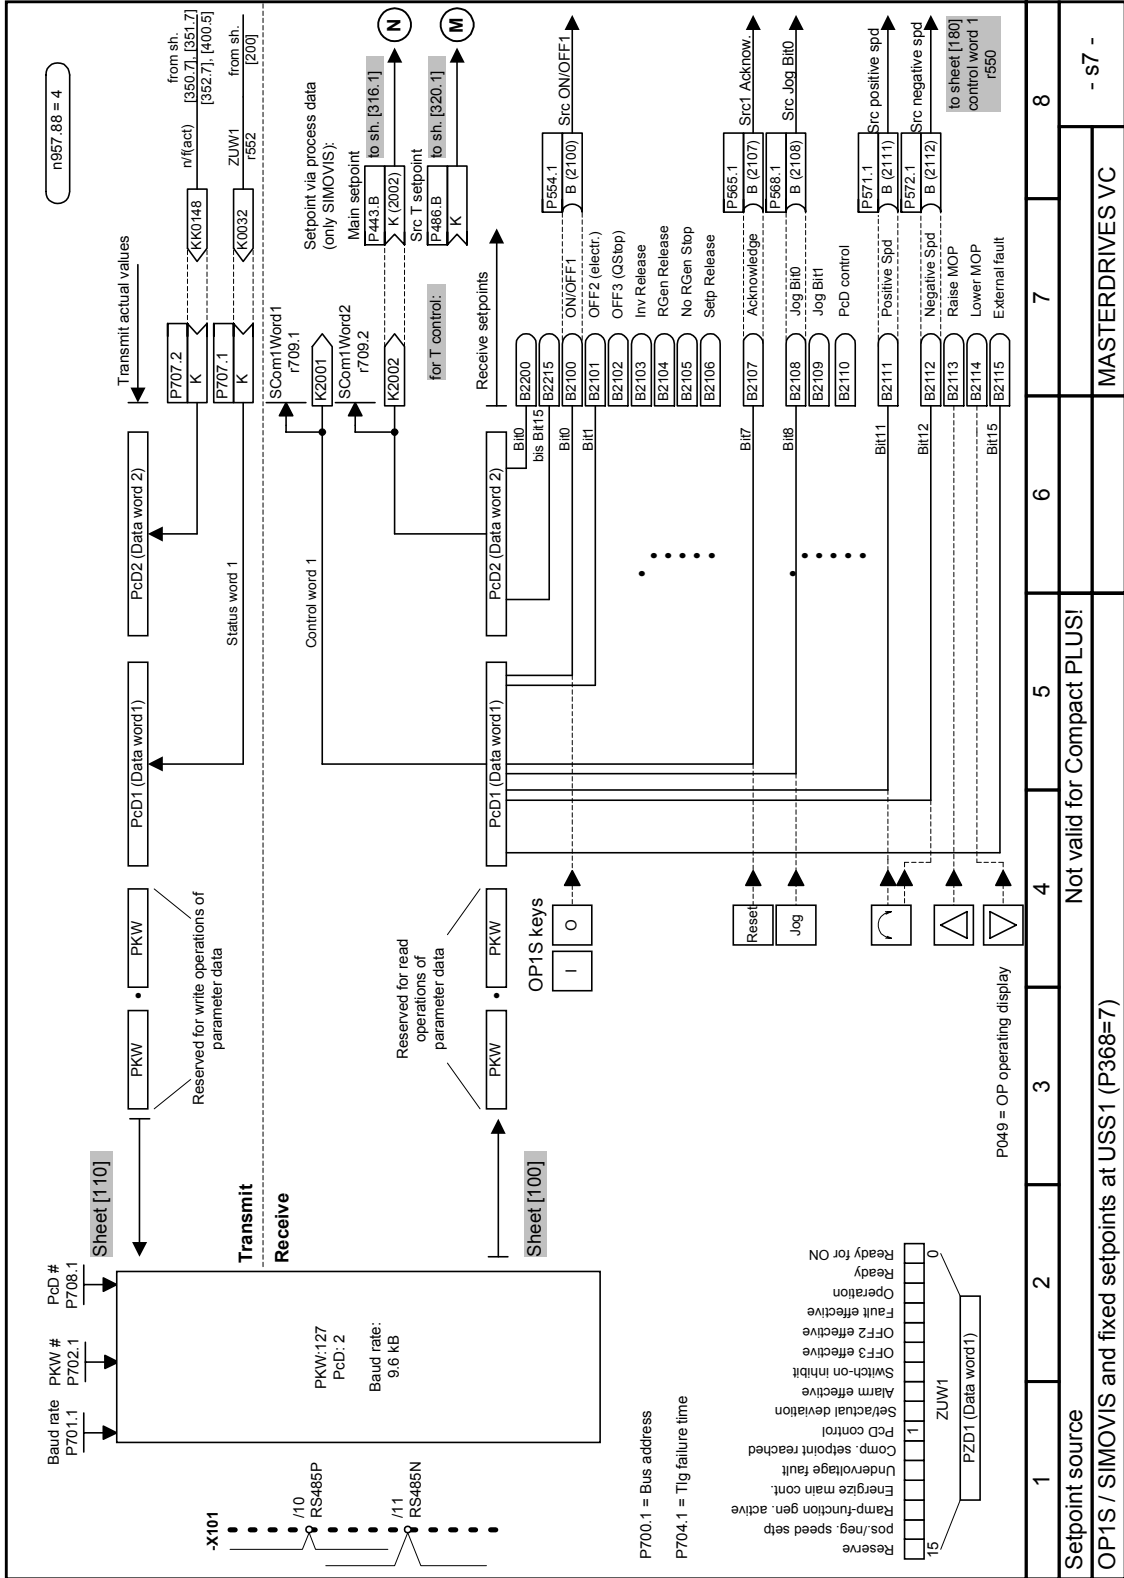 n957.88 = 4
Baud rate
P701.1
PKW #
P702.1
PcD #
P708.1
Sheet [110]
PKW
PKW
PcD1 (Data word1)
PcD2 (Data word 2)
Transmit actual values
P707.2
K
KK0148
n/f(act)
from sh.
[350.7], [351.7]
[352.7], [400.5]
P707.1
K
K0032
ZUW1
r552
from sh.
[200]
Reserved for write operations of
parameter data
Status word 1
Transmit
Receive
-X101
/10
RS485P
/11
RS485N
PKW:127
PcD: 2
Baud rate:
9.6 kB
Control word 1
SCom1Word1
r709.1
K2001
SCom1Word2
r709.2
K2002
Setpoint via process data
(only SIMOVIS):
Main setpoint
P443.B
K (2002)
to sh. [316.1]
N
for T control:
Src T setpoint
P486.B
K
to sh. [320.1]
M
Reserved for read
operations of
parameter data
Sheet [100]
PKW
PKW
PcD1 (Data word1)
PcD2 (Data word 2)
Receive setpoints
Bit0
B2200
bis Bit15
B2215
OP1S keys
I
O
Bit0
B2100
ON/OFF1
P554.1
B (2100)
Src ON/OFF1
Bit1
B2101
OFF2 (electr.)
B2102
OFF3 (QStop)
B2103
Inv Release
B2104
RGen Release
B2105
No RGen Stop
B2106
Setp Release
Reset
Bit7
B2107
Acknowledge
P565.1
B (2107)
Src1 Acknow.
Jog
Bit8
B2108
Jog Bit0
P568.1
B (2108)
Src Jog Bit0
B2109
Jog Bit1
B2110
PcD control
Bit11
B2111
Positive Spd
P571.1
B (2111)
Src positive spd
Bit12
B2112
Negative Spd
P572.1
B (2112)
Src negative spd
B2113
Raise MOP
B2114
Lower MOP
Bit15
B2115
External fault
to sheet [180]
control word 1
r550
P700.1 = Bus address
P704.1 = Tlg failure time
P049 = OP operating display
Reserve
pos./neg. speed setp
Ramp-function gen. active
Energize main cont.
Undervoltage fault
Comp. setpoint reached
PcD control
Set/actual deviation
Alarm effective
Switch-on inhibit
OFF3 effective
OFF2 effective
Fault effective
Operation
Ready
Ready for ON
1
15
0
ZUW1
PZD1 (Data word1)
1
2
3
4
5
6
7
8
Setpoint source
Not valid for Compact PLUS!
OP1S / SIMOVIS and fixed setpoints at USS1 (P368=7)
MASTERDRIVES VC
- s7 -